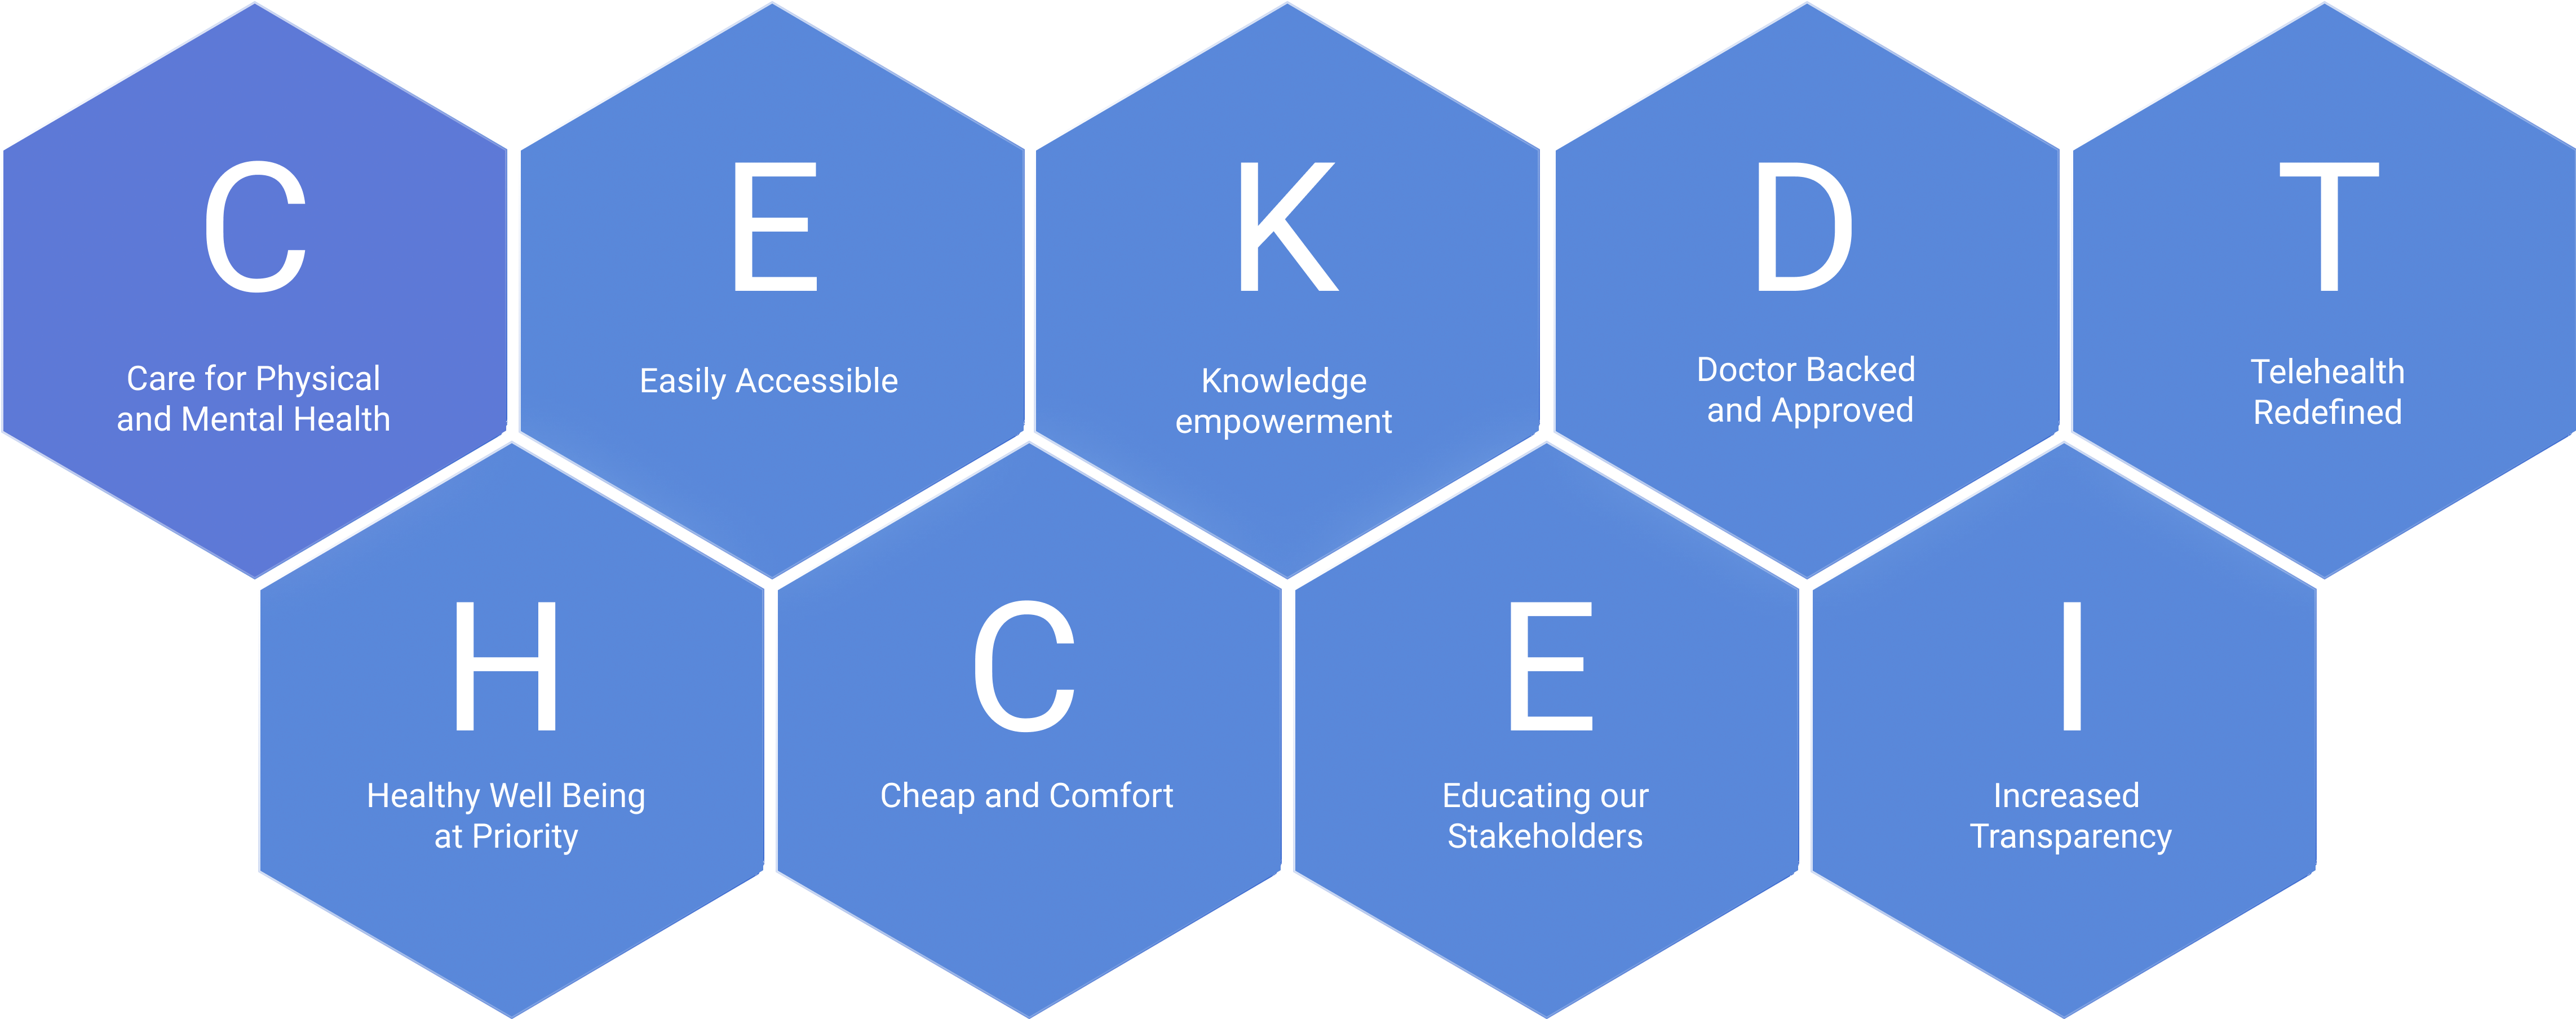 C
Care for Physical
and Mental Health
H
Healthy Well Being
at Priority
E
Easily Accessible
C
Cheap and Comfort
K
Knowledge
empowerment
E
Educating our
Stakeholders
D
Doctor Backed
and Approved
I
Increased
Transparency
T
Telehealth
Redefined